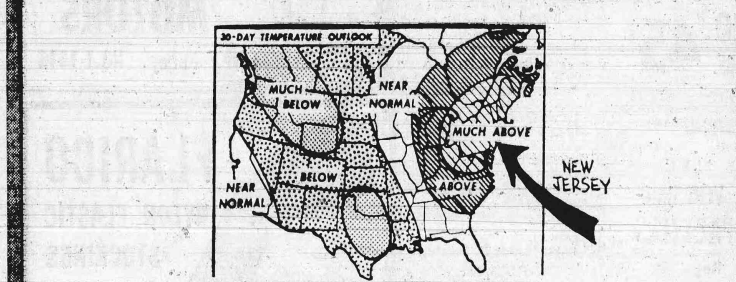 30-DAY TEMPERATURE OUTLOOK
MUCH
BELOW
NEAR
NORMAL
MUCH ABOVE
BELOW
ABOVE
NEAR
NORMAL
NEW
JERSEY